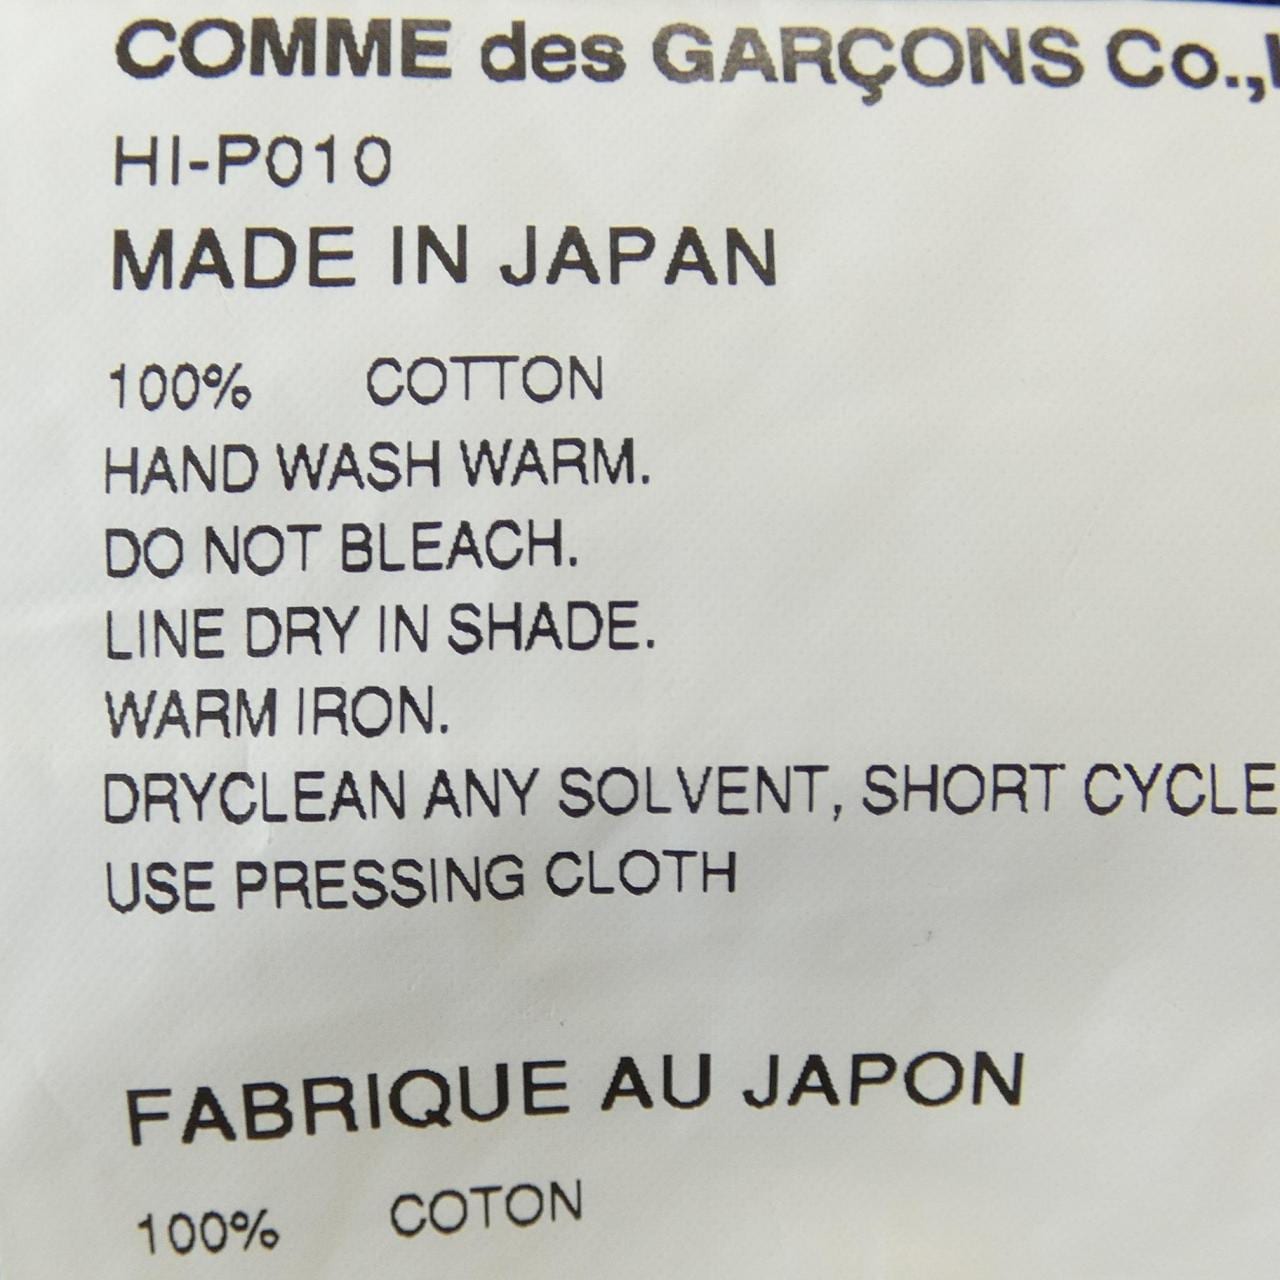 COMME des GARÇONS Co.,
HI-P010
MADE IN JAPAN
100% COTTON
HAND WASH WARM.
DO NOT BLEACH.
LINE DRY IN SHADE.
WARM IRON.
DRYCLEAN ANY SOLVENT, SHORT CYCLE
USE PRESSING CLOTH
FABRIQUE AU JAPON
100% COTON